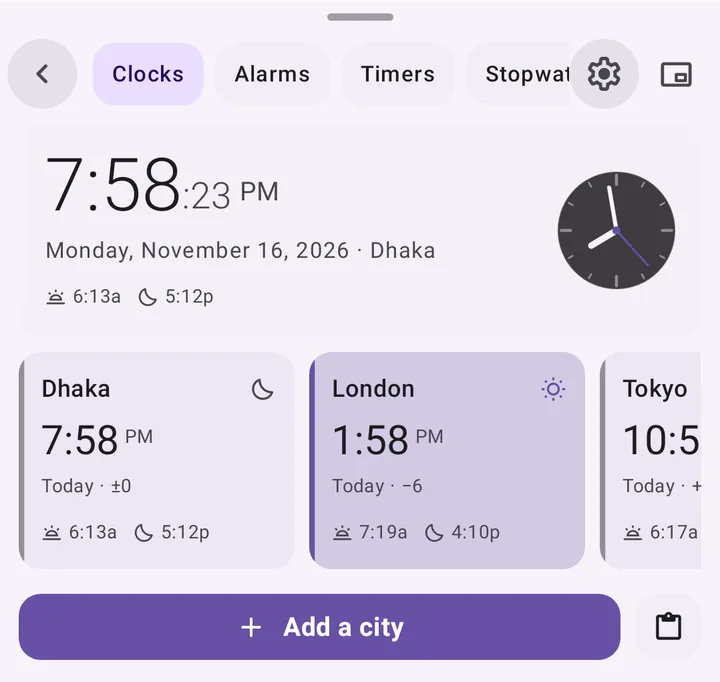 Clocks Alarms Timers Stopwat
7:58:23 PM
Monday, November 16, 2026 · Dhaka
6:13a 5:12p
Dhaka
7:58 PM
Today · ±0
6:13a 5:12p
London
1:58 PM
Today · −6
7:19a 4:10p
Tokyo
10:5
Today · +
6:17a
+ Add a city